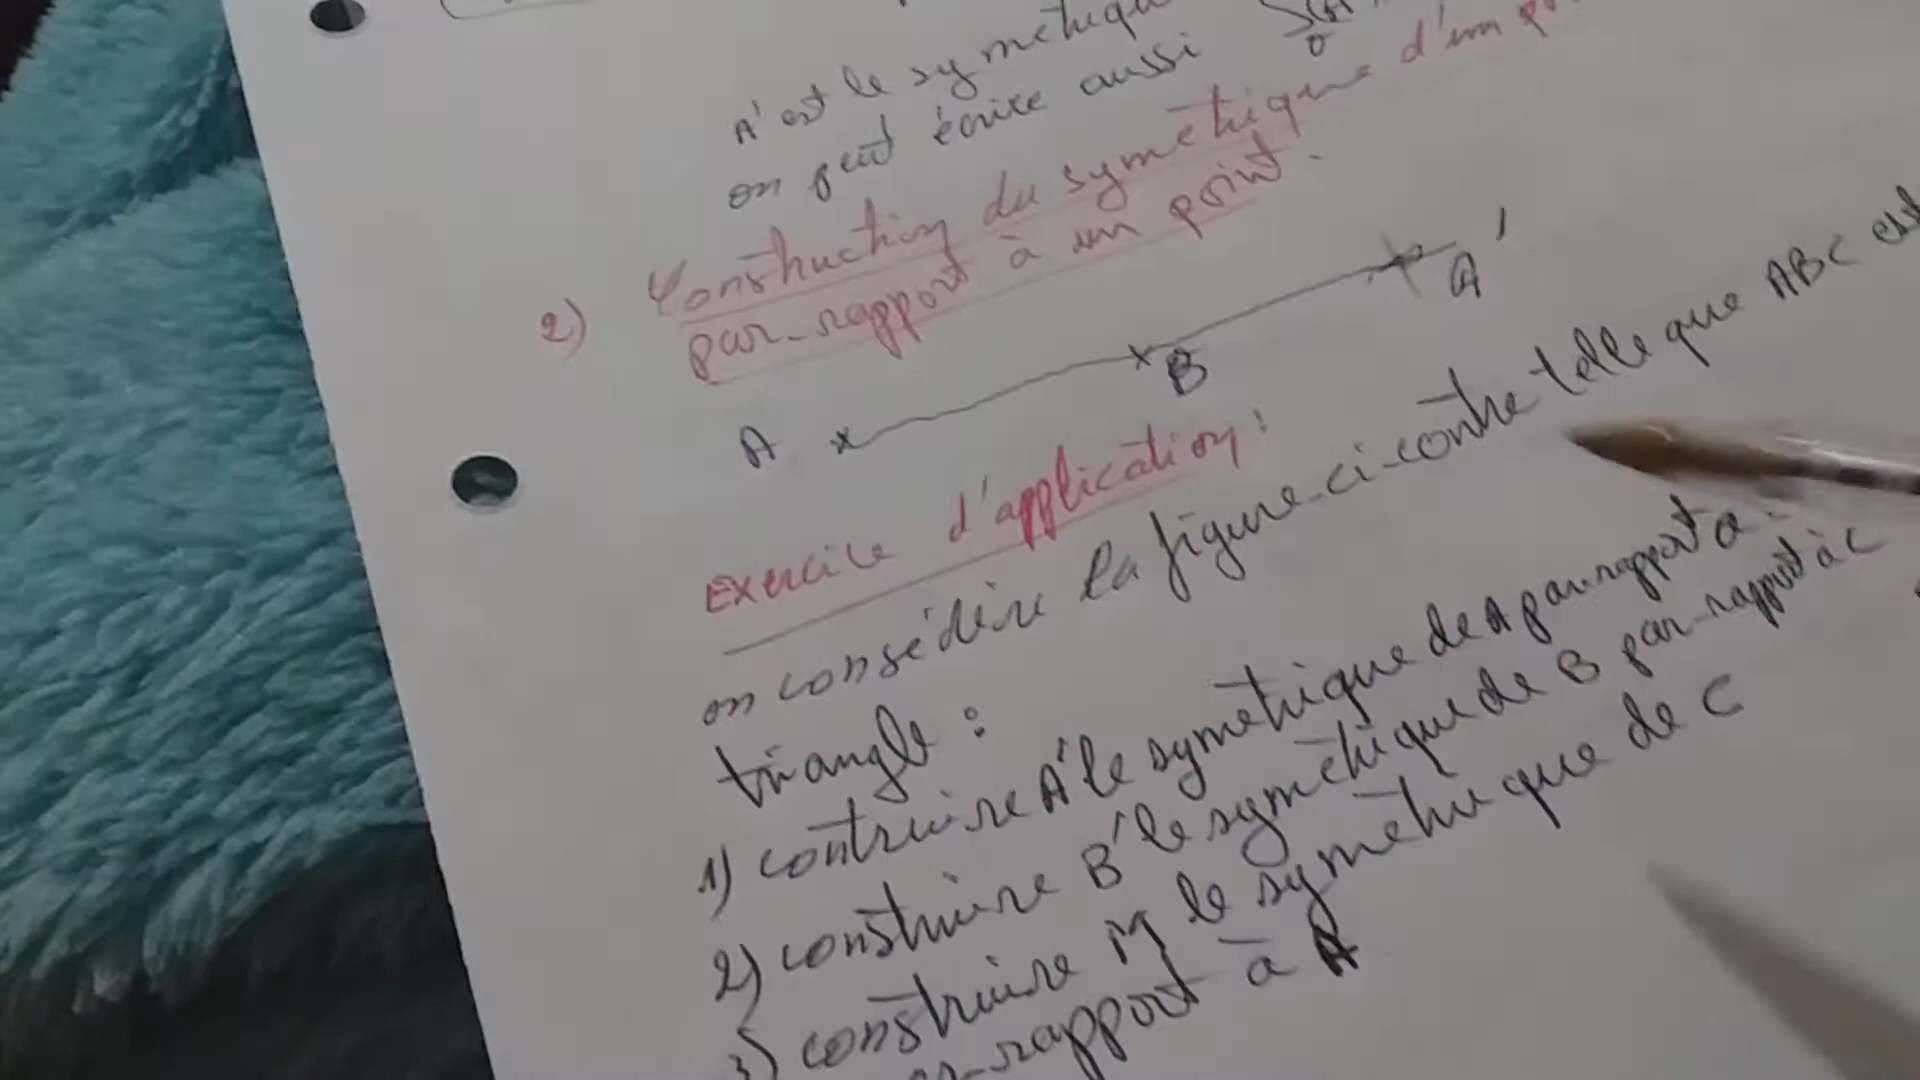 A' est le symétrique
on peut écrire aussi S(A
O
2) Construction du symétrique d'un
par-rapport à un point.
A B A'
Exercice d'application:
on considère la figure-ci-contre telle que ABC est
triangle :
1) contruire A' le symétrique de A par-rapport à
2) construire B' le symétrique de B par-rapport à C
3) construire M le symétrique de C
par-rapport à A